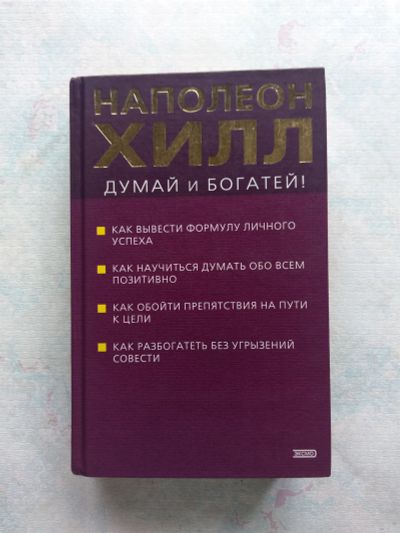 НАПОЛЕОН
ХИЛЛ
ДУМАЙ И БОГАТЕЙ!
КАК ВЫВЕСТИ ФОРМУЛУ ЛИЧНОГО
УСПЕХА
КАК НАУЧИТЬСЯ ДУМАТЬ ОБО ВСЕМ
ПОЗИТИВНО
КАК ОБОЙТИ ПРЕПЯТСТВИЯ НА ПУТИ
К ЦЕЛИ
КАК РАЗБОГАТЕТЬ БЕЗ УГРЫЗЕНИЙ
СОВЕСТИ
ЭКСМО